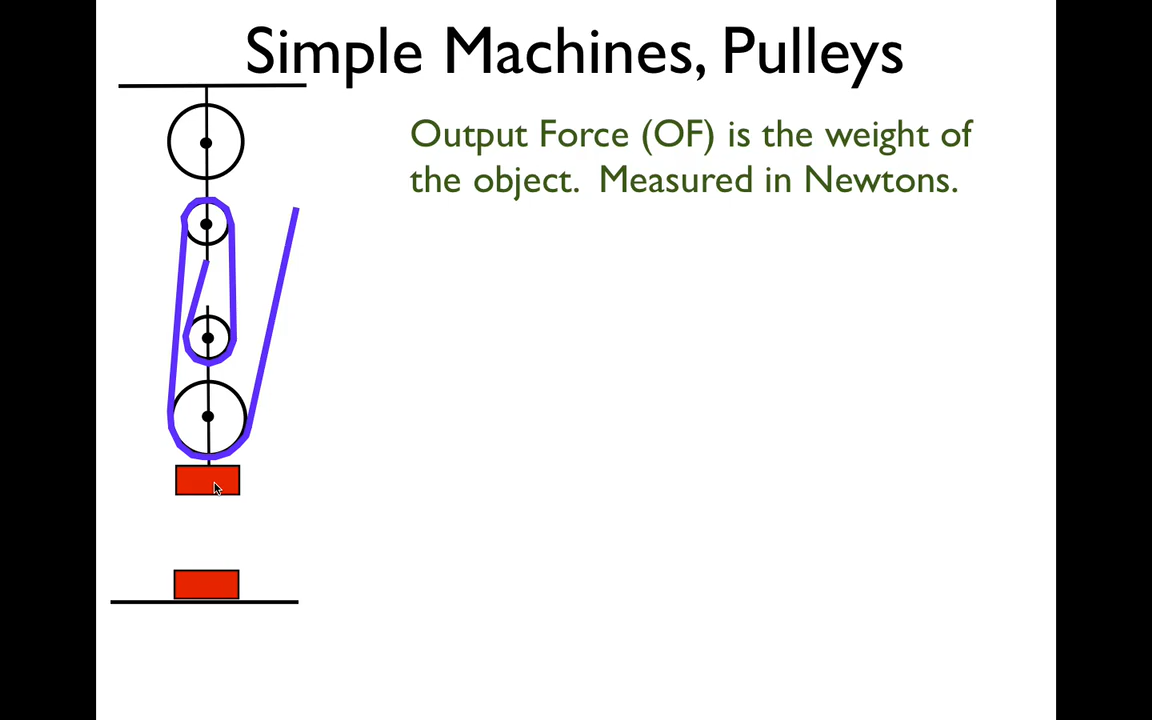 Simple Machines, Pulleys
Output Force (OF) is the weight of
the object. Measured in Newtons.